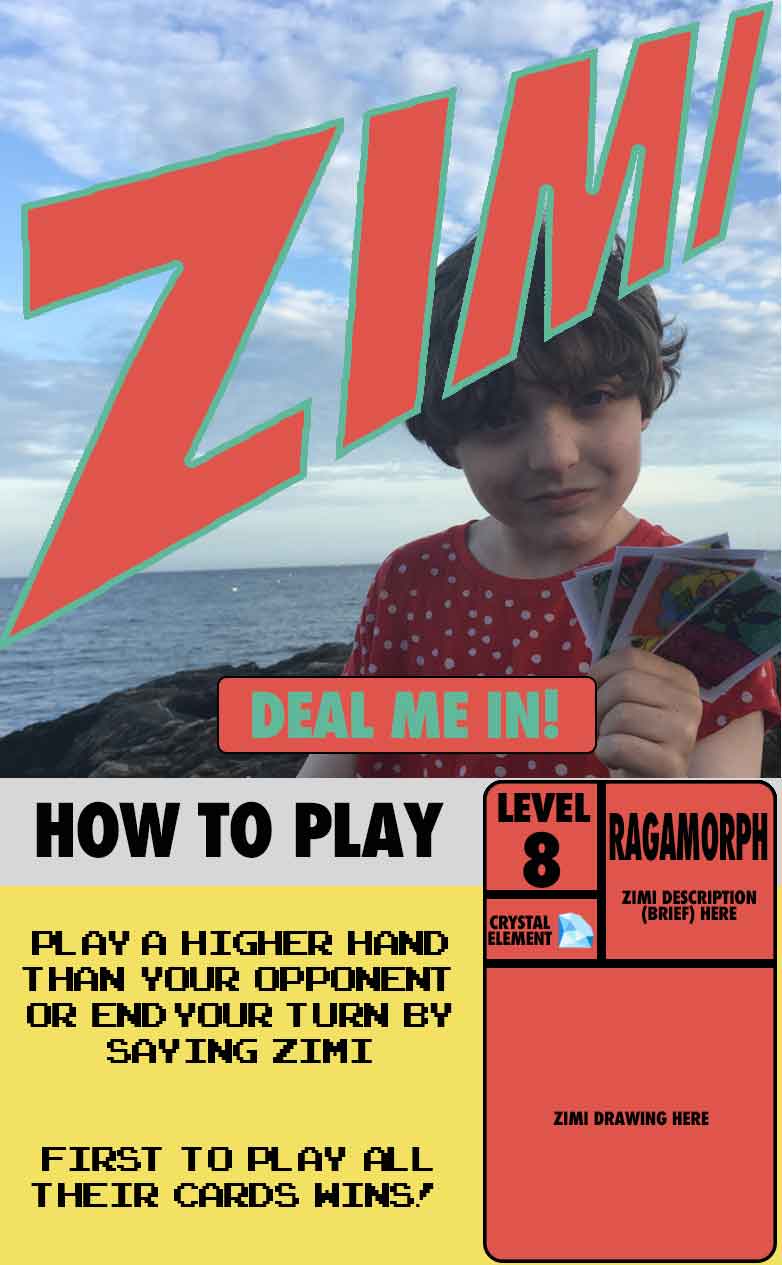 ZIMI
DEAL ME IN!
HOW TO PLAY
PLAY A HIGHER HAND
THAN YOUR OPPONENT
OR END YOUR TURN BY
SAYING ZIMI
FIRST TO PLAY ALL
THEIR CARDS WINS!
LEVEL
8
RAGAMORPH
ZIMI DESCRIPTION
(BRIEF) HERE
CRYSTAL
ELEMENT
ZIMI DRAWING HERE